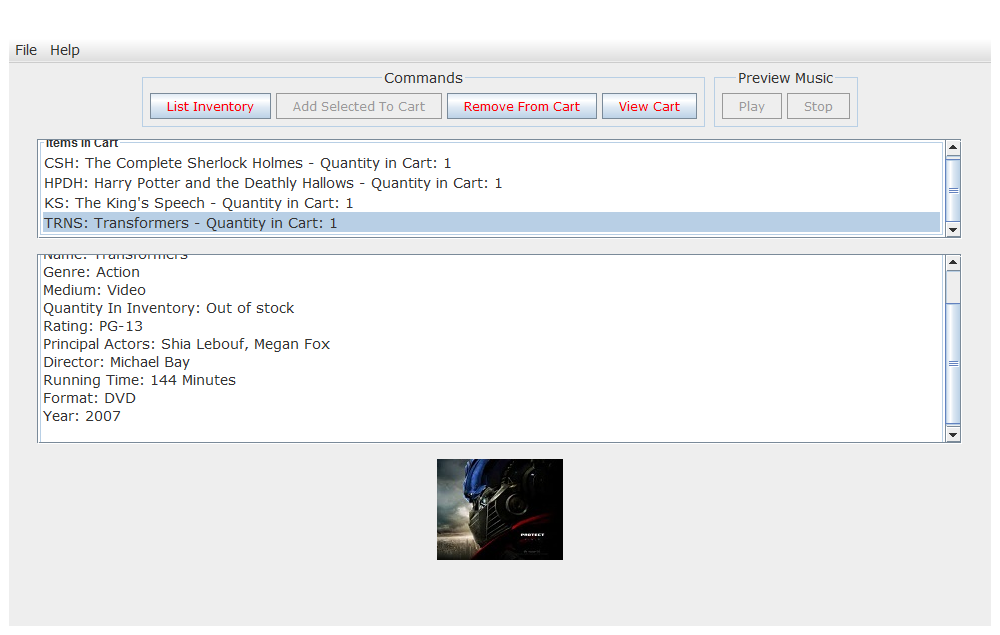 File Help
Commands
Preview Music
List Inventory Add Selected To Cart Remove From Cart View Cart Play Stop
Items in Cart
CSH: The Complete Sherlock Holmes - Quantity in Cart: 1
HPDH: Harry Potter and the Deathly Hallows - Quantity in Cart: 1
KS: The King's Speech - Quantity in Cart: 1
TRNS: Transformers - Quantity in Cart: 1
Name: Transformers
Genre: Action
Medium: Video
Quantity In Inventory: Out of stock
Rating: PG-13
Principal Actors: Shia Lebouf, Megan Fox
Director: Michael Bay
Running Time: 144 Minutes
Format: DVD
Year: 2007
PROTECT